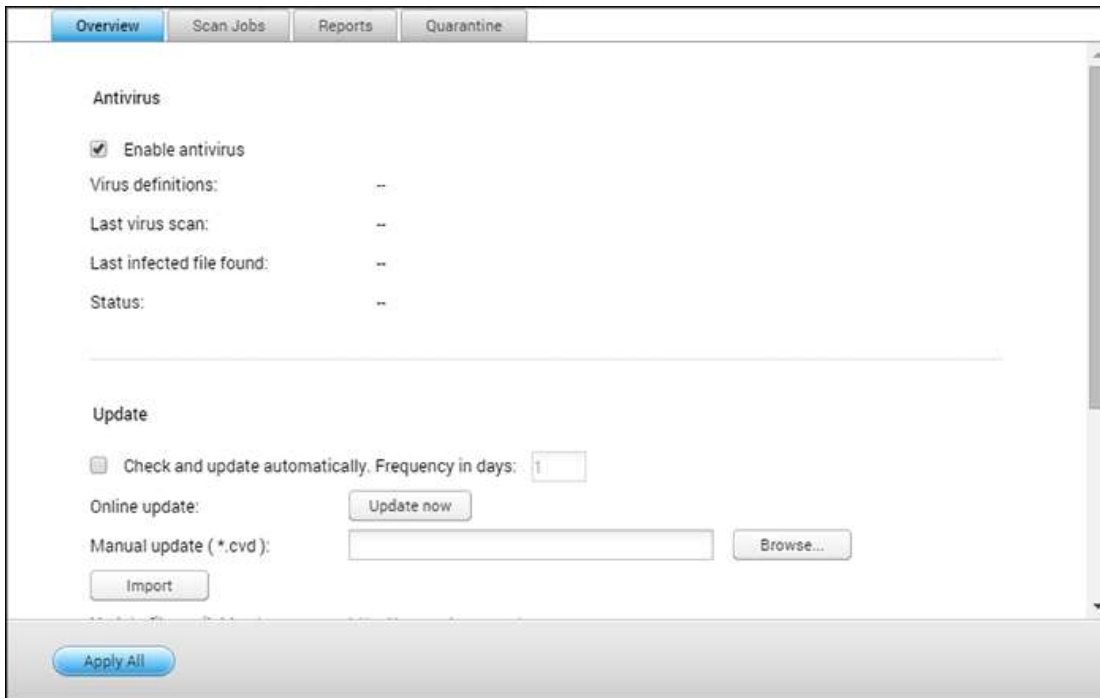 Overview
Scan Jobs
Reports
Quarantine
Antivirus
Enable antivirus
Virus definitions: --
Last virus scan: --
Last infected file found: --
Status: --
Update
Check and update automatically. Frequency in days: 1
Online update: Update now
Manual update ( *.cvd ): Browse...
Import
Apply All